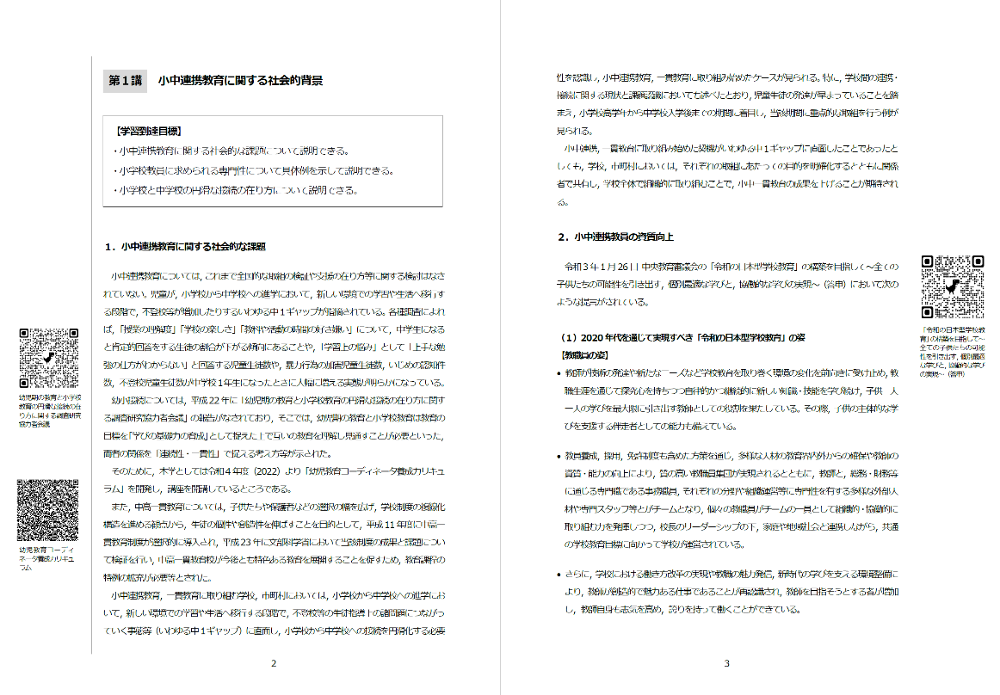 第1講　小中連携教育に関する社会的背景
【学習到達目標】
・小中連携教育に関する社会的な課題について説明できる。
・小学校教員に求められる専門性について具体例を示して説明できる。
・小学校と中学校の円滑な接続の在り方について説明できる。
1．小中連携教育に関する社会的な課題
小中連携教育については，これまで全国的な取組の検証や支援の在り方等に関する検討はなさ
れていない。児童が，小学校から中学校への進学において，新しい環境での学習や生活へ移行す
る段階で，不登校等が増加したりするいわゆる中1ギャップが指摘されている。各種調査によれ
ば，「授業の理解度」「学校の楽しさ」「教科や活動の時間の好き嫌い」について，中学生になる
と肯定的回答をする生徒の割合が下がる傾向にあることや，「学習上の悩み」として「上手な勉
強の仕方がわからない」と回答する児童生徒数や，暴力行為の加害児童生徒数，いじめの認知件
数，不登校児童生徒数が中学校1年生になったときに大幅に増える実態が明らかになっている。
幼小接続については，平成22年に「幼児期の教育と小学校教育の円滑な接続の在り方に関す
る調査研究協力者会議」の報告がなされており，そこでは，幼児期の教育と小学校教育は教育の
目標を「学びの基礎力の育成」として捉えた上で互いの教育を理解し見通すことが必要といった，
両者の関係を「連続性・一貫性」で捉える考え方等が示された。
そのために，本学としては令和4年度（2022）より「幼児教育コーディネータ養成カリキュ
ラム」を開発し，講座を開講しているところである。
また，中高一貫教育については，子供たちや保護者などの選択の幅を広げ，学校制度の複線化
構造を進める観点から，生徒の個性や創造性を伸ばすことを目的として，平成11年度に中高一
貫教育制度が選択的に導入され，平成23年に文部科学省において当該制度の成果と課題につい
て検証を行い，中高一貫教育校が今後とも特色ある教育を展開することを促すため，教育課程の
特例の拡充が必要等とされた。
小中連携教育，一貫教育に取り組む学校，市町村においては，小学校から中学校への進学にお
いて，新しい環境での学習や生活へ移行する段階で，不登校等の生徒指導上の諸問題につながっ
ていく事態等（いわゆる中1ギャップ）に直面し，小学校から中学校への接続を円滑化する必要
幼児期の教育と小学校
教育の円滑な接続の在
り方に関する調査研究
協力者会議
幼児教育コーディ
ネータ養成カリキュ
ラム
2
性を認識し，小中連携教育，一貫教育に取り組み始めたケースが見られる。特に，学校間の連携・
接続に関する現状と課題認識においても述べたとおり，児童生徒の発達が早まっていることを踏
まえ，小学校高学年から中学校入学後までの期間に着目し，当該期間に重点的な取組を行う例が
見られる。
小中連携，一貫教育に取り組み始めた契機がいわゆる中1ギャップに直面したことであったと
しても，学校，市町村においては，それぞれの取組にあたっての目的を明確化するとともに関係
者で共有し，学校全体で組織的に取り組むことで，小中一貫教育の成果を上げることが期待され
る。
2．小中連携教員の資質向上
令和3年1月26日中央教育審議会の「令和の日本型学校教育」の構築を目指して～全ての
子供たちの可能性を引き出す，個別最適な学びと，協働的な学びの実現～（答申）において次の
ような提言がされている。
（1）2020年代を通じて実現すべき「令和の日本型学校教育」の姿
【教職員の姿】
● 教師が技術の発達や新たなニーズなど学校教育を取り巻く環境の変化を前向きに受け止め，教
職生涯を通じて探究心を持ちつつ自律的かつ継続的に新しい知識・技能を学び続け，子供一人
一人の学びを最大限に引き出す教師としての役割を果たしている。その際，子供の主体的な学
びを支援する伴走者としての能力も備えている。
● 教員養成，採用，免許制度も含めた方策を通じ，多様な人材の教育界内外からの確保や教師の
資質・能力の向上により，質の高い教職員集団が実現されるとともに，教師と，総務・財務等
に通じる専門職である事務職員，それぞれの分野や組織運営等に専門性を有する多様な外部人
材や専門スタッフ等とがチームとなり，個々の教職員がチームの一員として組織的・協働的に
取り組む力を発揮しつつ，校長のリーダーシップの下，家庭や地域社会と連携しながら，共通
の学校教育目標に向かって学校が運営されている。
● さらに，学校における働き方改革の実現や教職の魅力発信，新時代の学びを支える環境整備に
より，教師が創造的で魅力ある仕事であることが再認識され，教師を目指そうとする者が増加
し，教師自身も志気を高め，誇りを持って働くことができている。
「令和の日本型学校教
育」の構築を目指して～
全ての子供たちの可能
性を引き出す，個別最適
な学びと，協働的な学び
の実現～（答申）
3